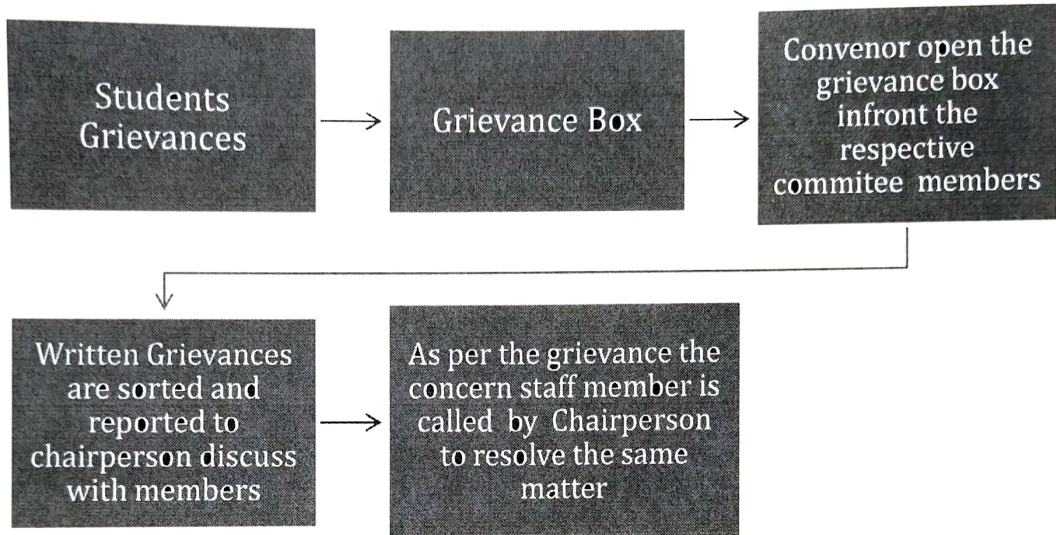 Students
Grievances
Grievance Box
Convenor open the
grievance box
infront the
respective
commitee members
Written Grievances
are sorted and
reported to
chairperson discuss
with members
As per the grievance the
concern staff member is
called by Chairperson
to resolve the same
matter